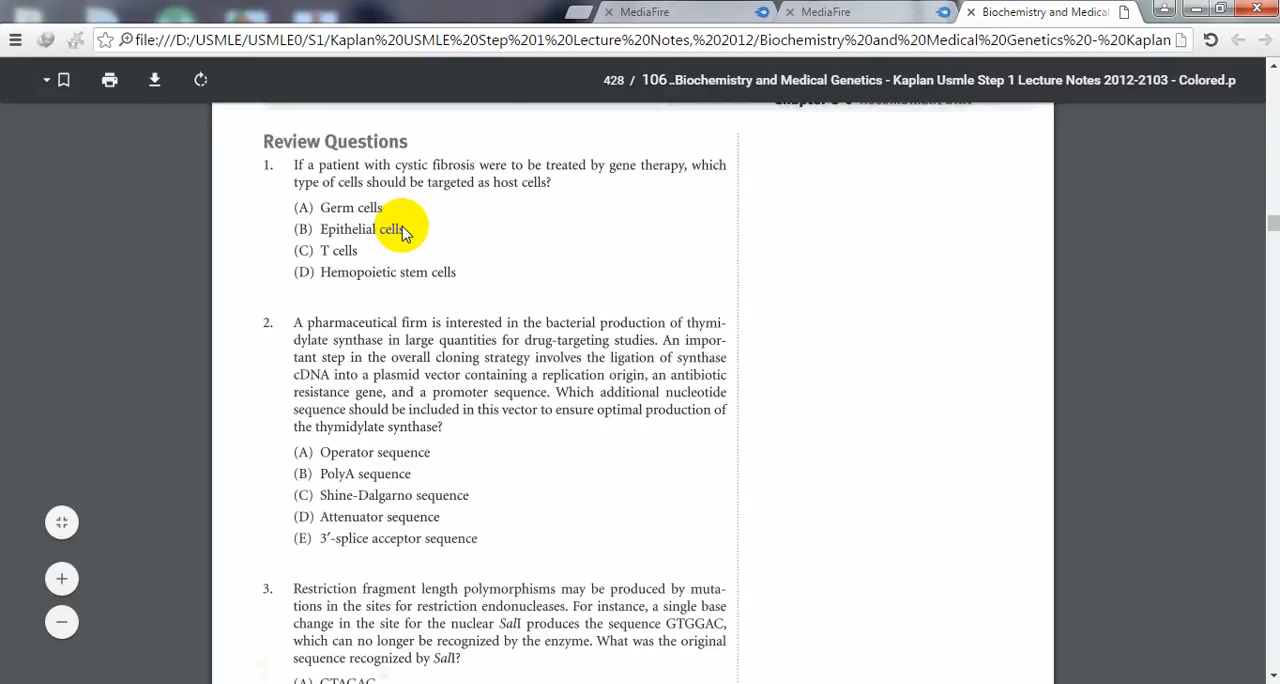 MediaFire
MediaFire
Biochemistry and Medical
file:///D:/USMLE/USMLE0/S1/Kaplan%20USMLE%20Step%201%20Lecture%20Notes,%202012/Biochemistry%20and%20Medical%20Genetics%20-%20Kaplan
428 / 106..Biochemistry and Medical Genetics - Kaplan Usmle Step 1 Lecture Notes 2012-2103 - Colored.p
Review Questions
1. If a patient with cystic fibrosis were to be treated by gene therapy, which
type of cells should be targeted as host cells?
(A) Germ cells
(B) Epithelial cells
(C) T cells
(D) Hemopoietic stem cells
2. A pharmaceutical firm is interested in the bacterial production of thymi-
dylate synthase in large quantities for drug-targeting studies. An impor-
tant step in the overall cloning strategy involves the ligation of synthase
cDNA into a plasmid vector containing a replication origin, an antibiotic
resistance gene, and a promoter sequence. Which additional nucleotide
sequence should be included in this vector to ensure optimal production of
the thymidylate synthase?
(A) Operator sequence
(B) PolyA sequence
(C) Shine-Dalgarno sequence
(D) Attenuator sequence
(E) 3′-splice acceptor sequence
3. Restriction fragment length polymorphisms may be produced by muta-
tions in the sites for restriction endonucleases. For instance, a single base
change in the site for the nuclear SalI produces the sequence GTGGAC,
which can no longer be recognized by the enzyme. What was the original
sequence recognized by SalI?